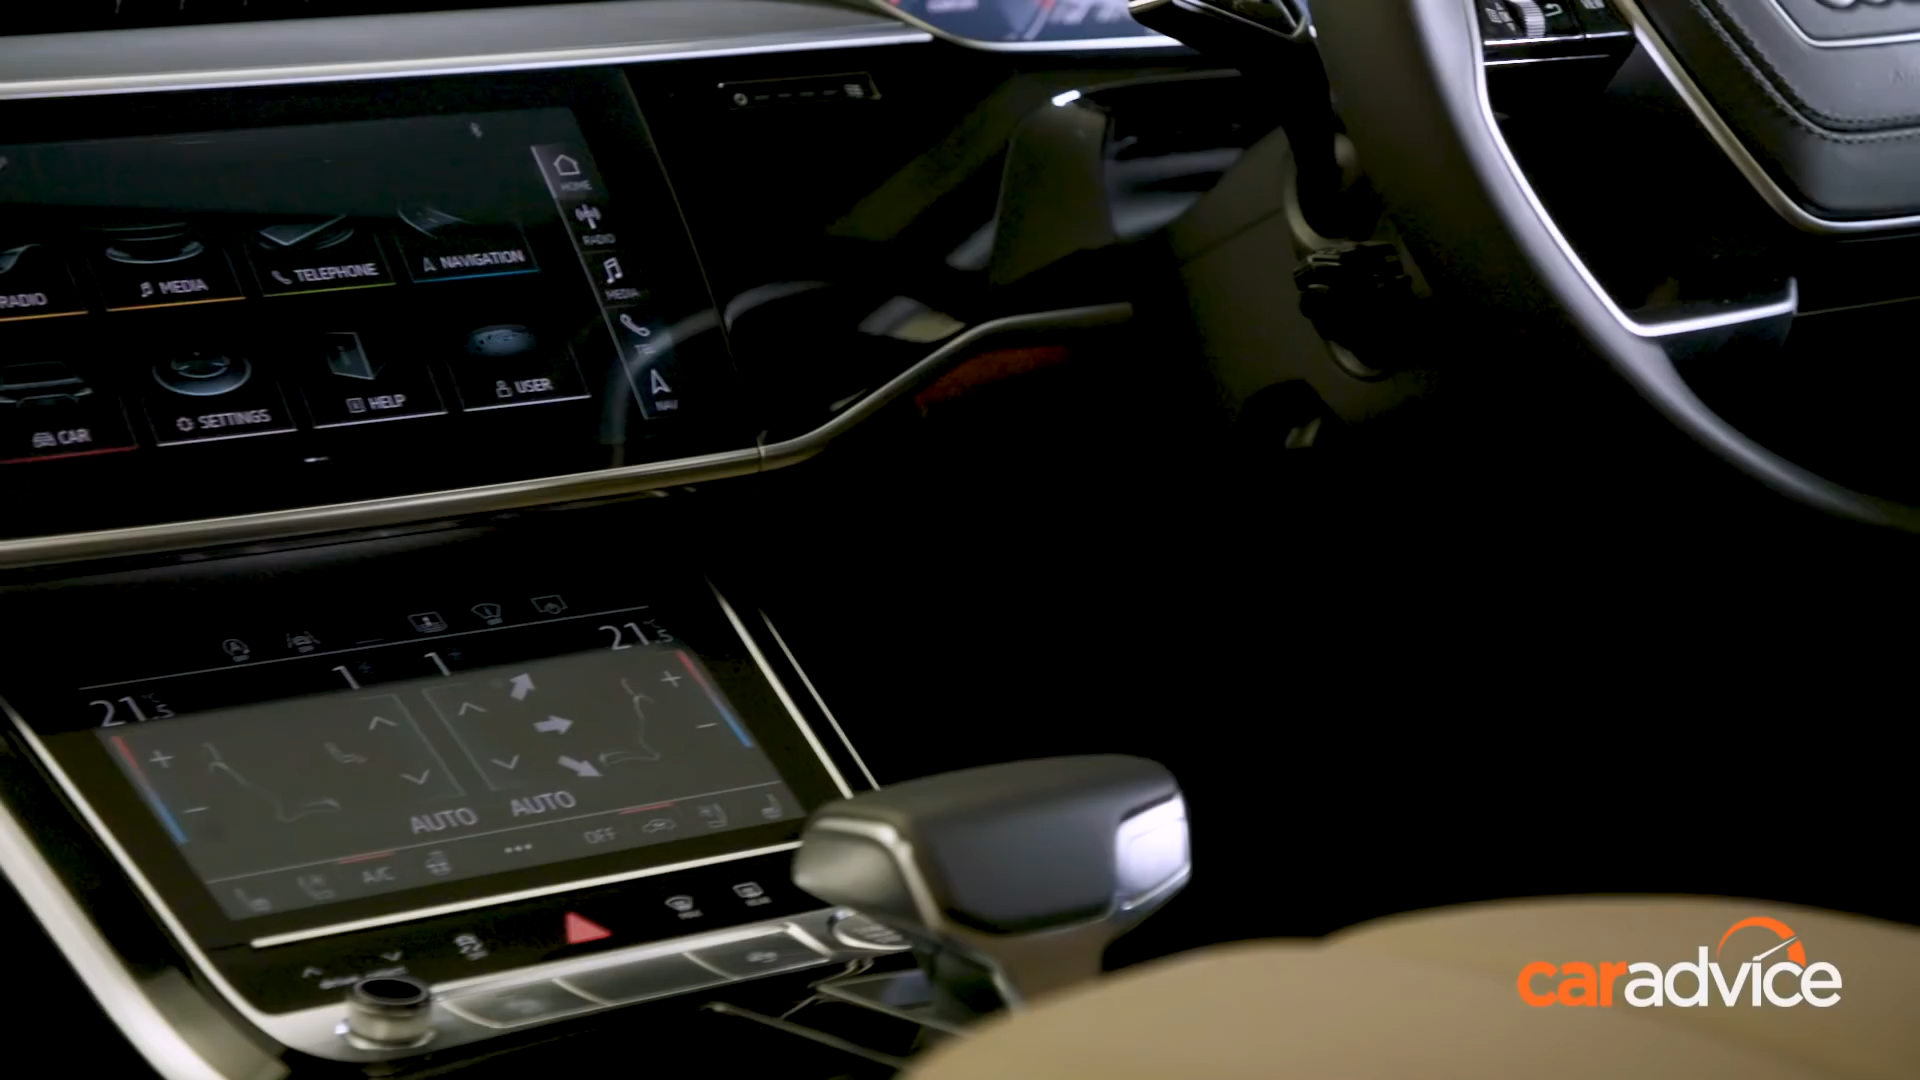 HOME
RADIO
MEDIA
NAV
RADIO
MEDIA
TELEPHONE
NAVIGATION
CAR
SETTINGS
HELP
USER
21.5
1
1
21.5
AUTO
AUTO
A/C
OFF
caradvice